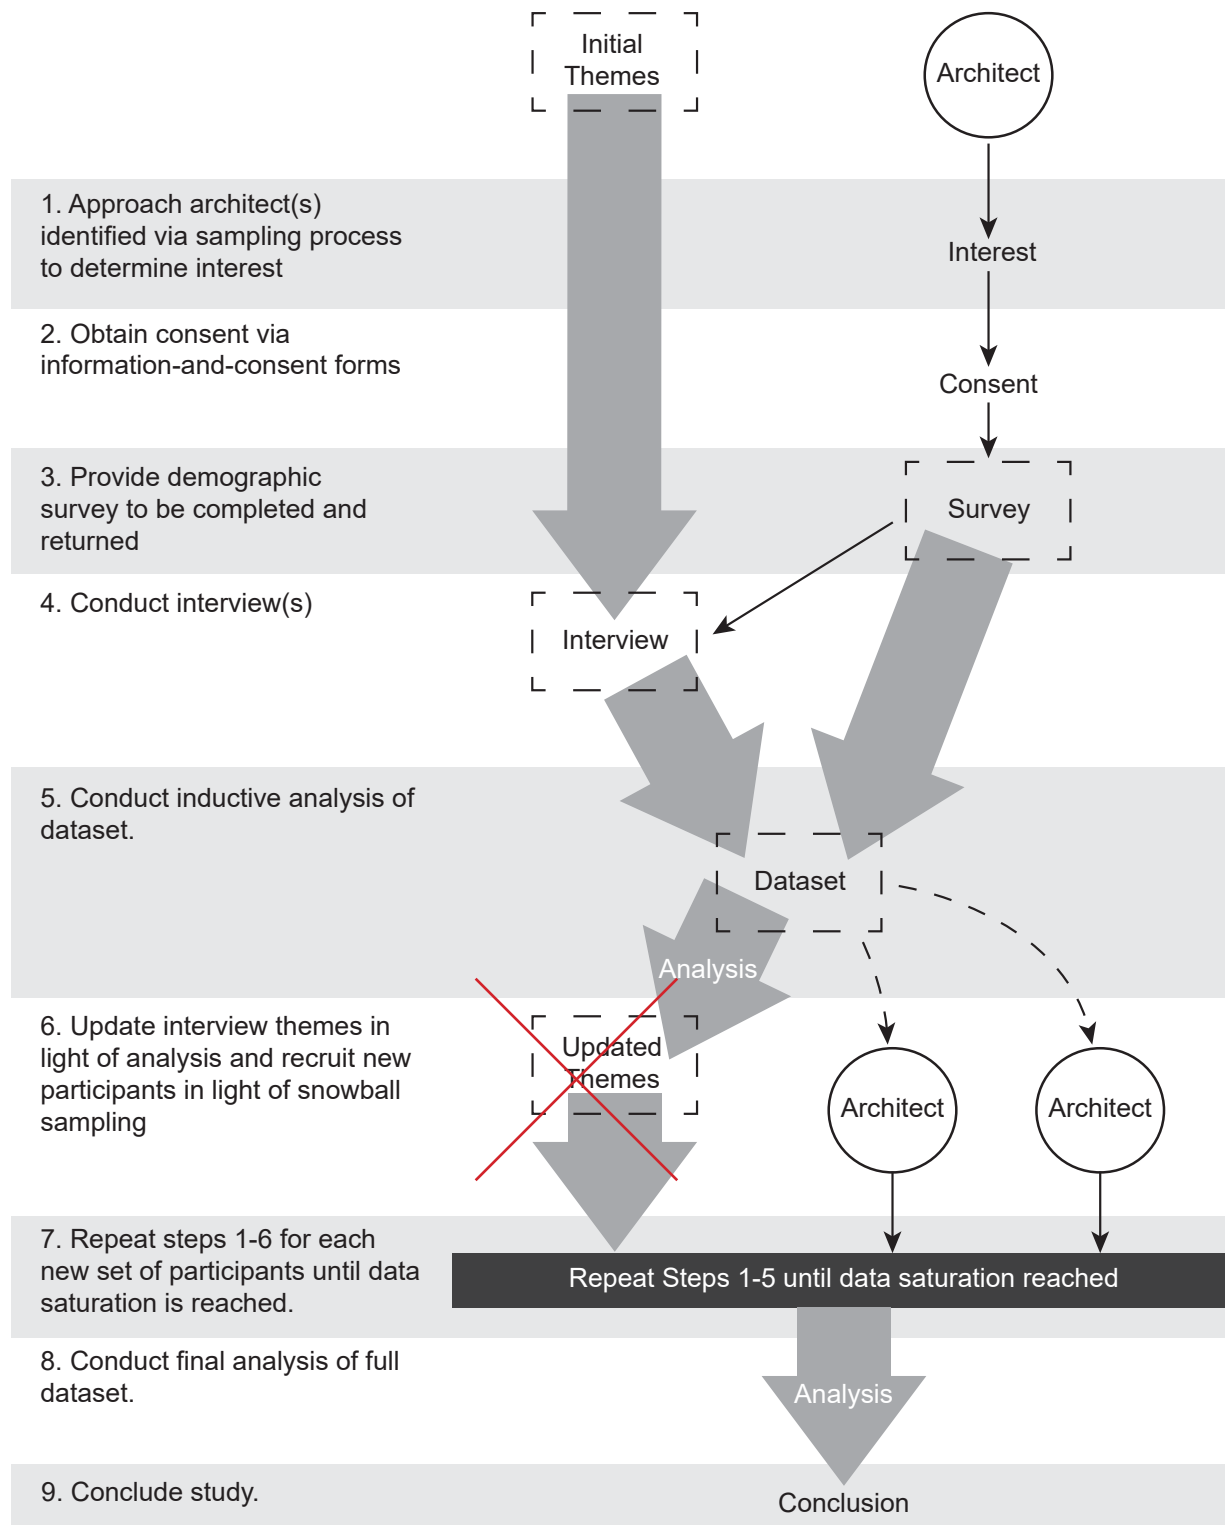 Initial
Themes
Architect
1. Approach architect(s)
identified via sampling process
to determine interest
Interest
2. Obtain consent via
information-and-consent forms
Consent
3. Provide demographic
survey to be completed and
returned
Survey
4. Conduct interview(s)
Interview
5. Conduct inductive analysis of
dataset.
Dataset
Analysis
6. Update interview themes in
light of analysis and recruit new
participants in light of snowball
sampling
Updated
Themes
Architect
Architect
7. Repeat steps 1-6 for each
new set of participants until data
saturation is reached.
Repeat Steps 1-5 until data saturation reached
8. Conduct final analysis of full
dataset.
Analysis
9. Conclude study.
Conclusion